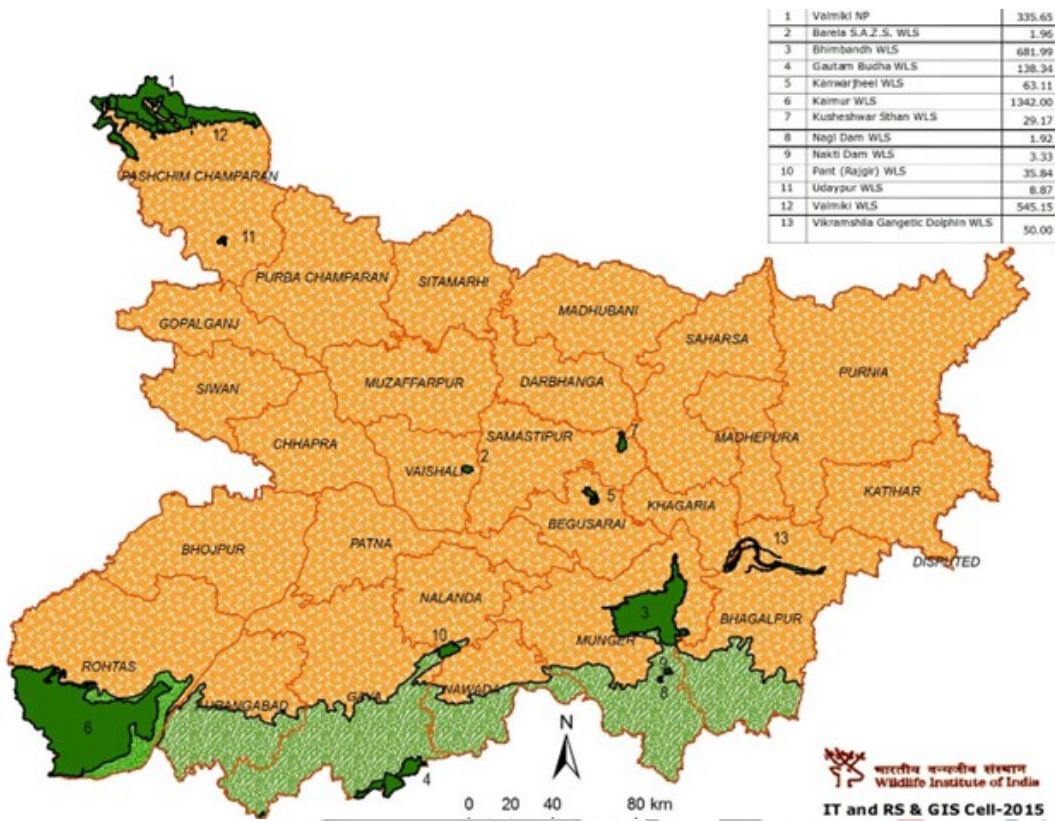 1 Valmiki NP 335.65
2 Barela S.A.Z.S. WLS 1.96
3 Bhimbandh WLS 681.99
4 Gautam Budha WLS 138.34
5 Kanwarjheel WLS 63.11
6 Kaimur WLS 1342.00
7 Kusheshwar Sthan WLS 29.17
8 Nagi Dam WLS 1.92
9 Nakti Dam WLS 3.33
10 Pant (Rajgir) WLS 35.84
11 Udaypur WLS 8.87
12 Valmiki WLS 545.15
13 Vikramshila Gangetic Dolphin WLS 50.00
1
12
PASHCHIM CHAMPARAN
11
PURBA CHAMPARAN
SITAMARHI
MADHUBANI
GOPALGANJ
SAHARSA
SIWAN
MUZAFFARPUR
DARBHANGA
PURNIA
CHHAPRA
SAMASTIPUR
7
MADHEPURA
VAISHALI
2
5
KHAGARIA
KATIHAR
BEGUSARAI
BHOJPUR
PATNA
13
DISPUTED
NALANDA
3
BHAGALPUR
10
MUNGER
ROHTAS
9
8
NAWADA
GAYA
AURANGABAD
6
4
N
0 20 40 80 km
भारतीय वन्यजीव संस्थान
Wildlife Institute of India
IT and RS & GIS Cell-2015